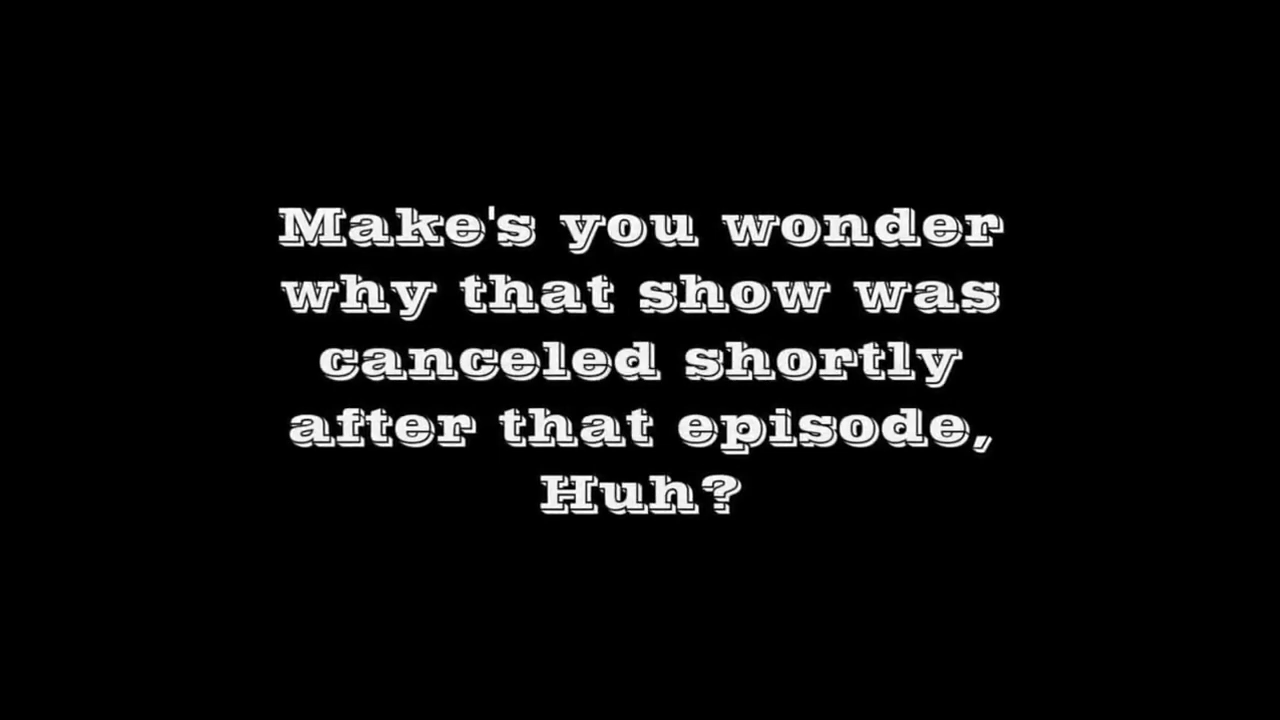 Make's you wonder
why that show was
canceled shortly
after that episode,
Huh?